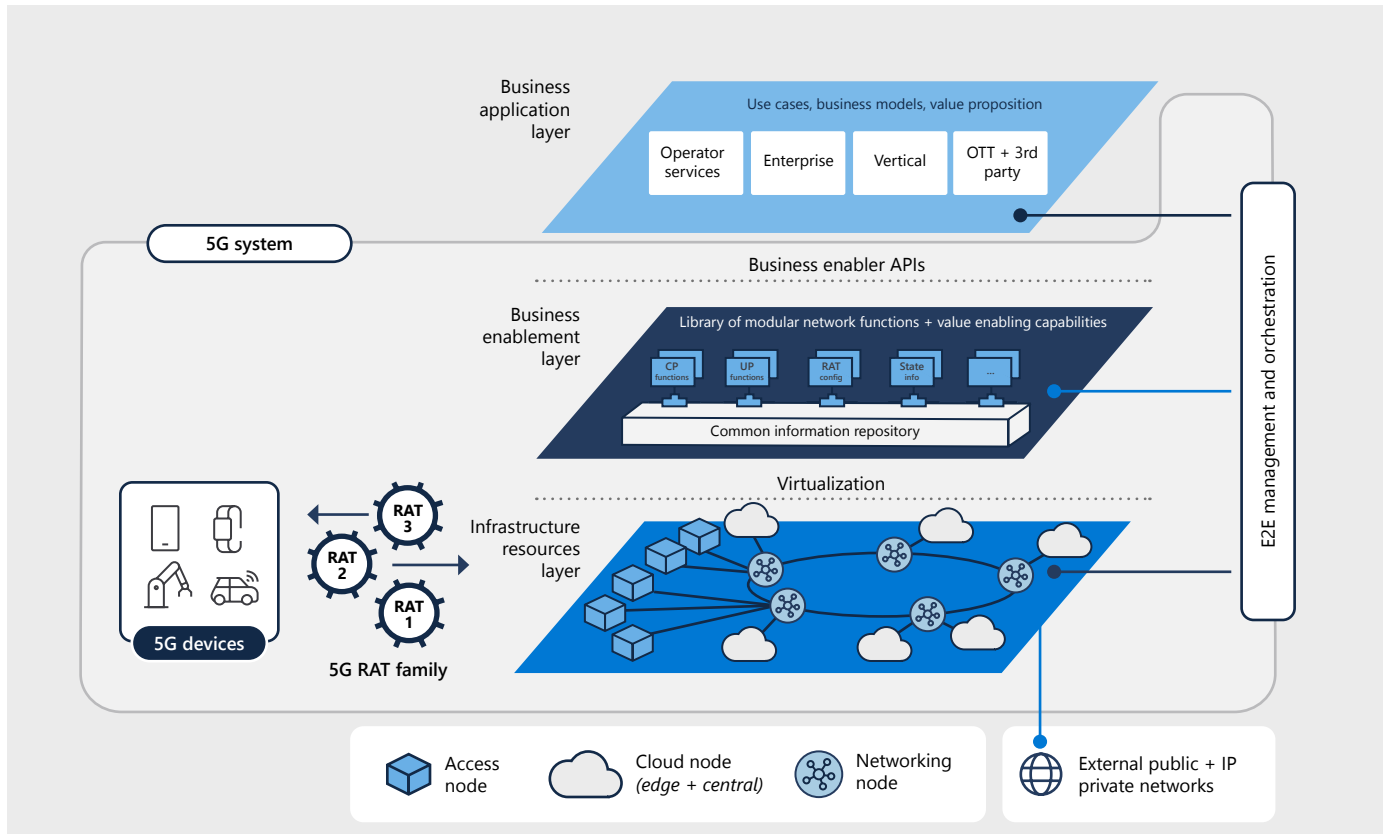 Business
application
layer
Use cases, business models, value proposition
Operator
services
Enterprise
Vertical
OTT + 3rd
party
5G system
Business enabler APIs
Business
enablement
layer
Library of modular network functions + value enabling capabilities
CP
functions
UP
functions
RAT
config
State
info
...
Common information repository
E2E management and orchestration
Virtualization
Infrastructure
resources
layer
RAT
3
RAT
2
RAT
1
5G devices
5G RAT family
Access
node
Cloud node
(edge + central)
Networking
node
External public + IP
private networks